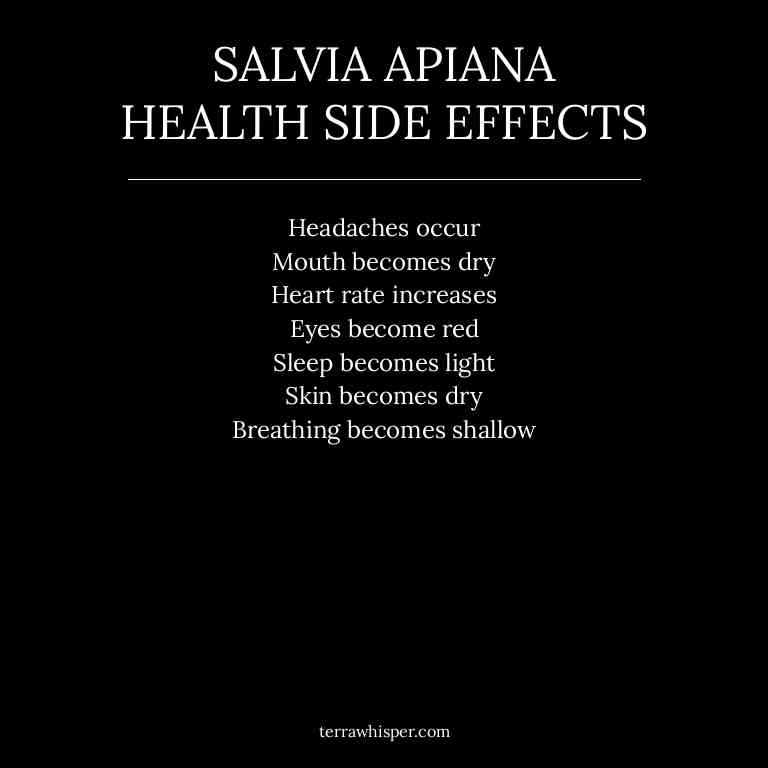 SALVIA APIANA
HEALTH SIDE EFFECTS
Headaches occur
Mouth becomes dry
Heart rate increases
Eyes become red
Sleep becomes light
Skin becomes dry
Breathing becomes shallow
terrawhisper.com